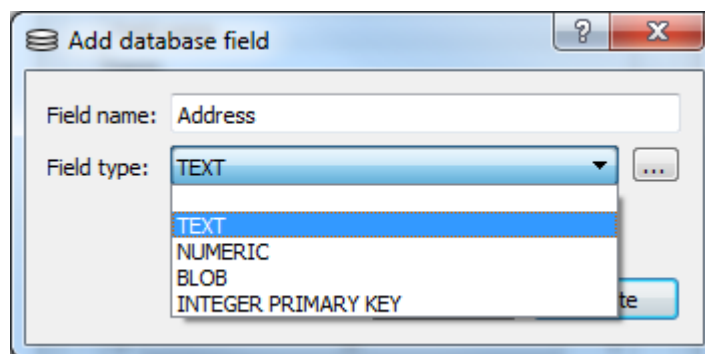 Add database field
?
X
Field name: Address
Field type: TEXT ...
TEXT
NUMERIC
BLOB
INTEGER PRIMARY KEY
te